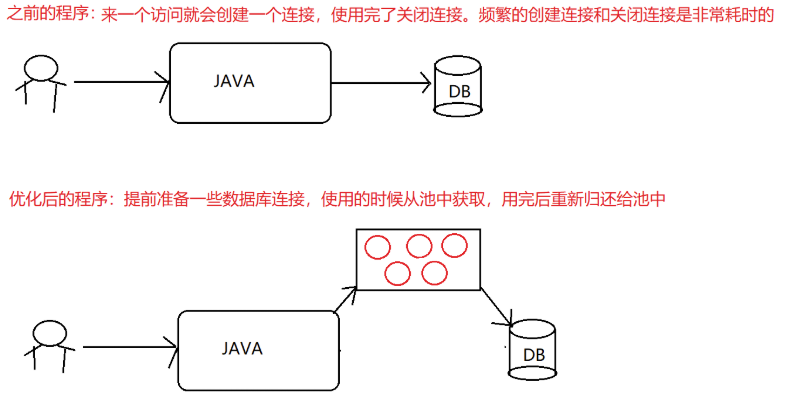 之前的程序：来一个访问就会创建一个连接，使用完了关闭连接。频繁的创建连接和关闭连接是非常耗时的
JAVA
DB
优化后的程序：提前准备一些数据库连接，使用的时候从池中获取，用完后重新归还给池中
JAVA
DB